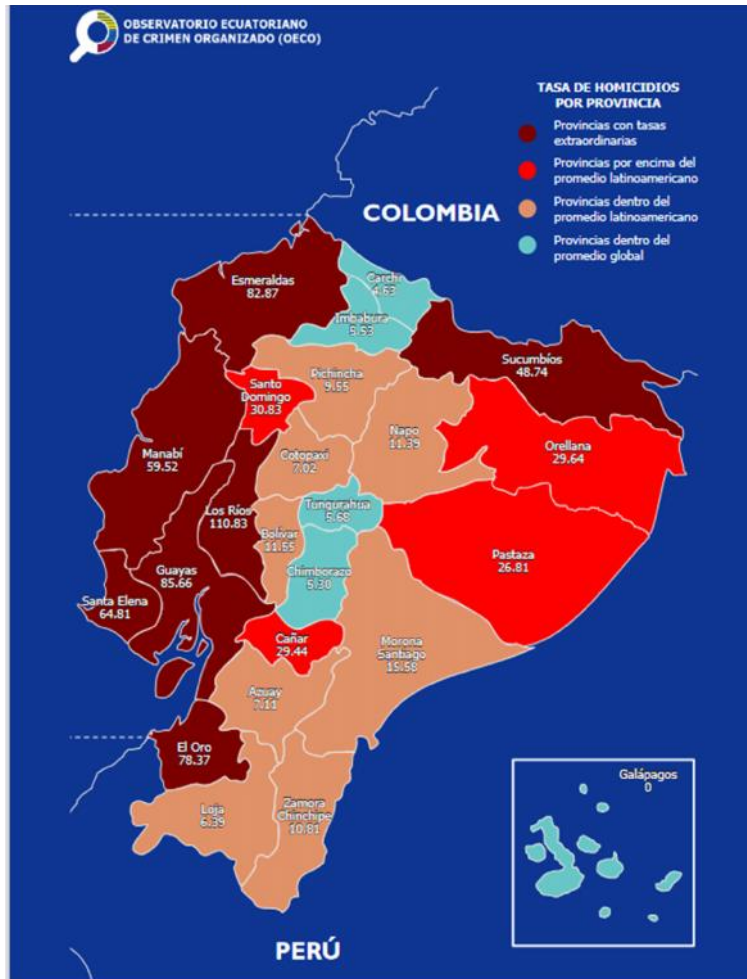 OBSERVATORIO ECUATORIANO
DE CRIMEN ORGANIZADO (OECO)
TASA DE HOMICIDIOS
POR PROVINCIA
Provincias con tasas
extraordinarias
Provincias por encima del
promedio latinoamericano
Provincias dentro del
promedio latinoamericano
Provincias dentro del
promedio global
COLOMBIA
Esmeraldas
82.87
Carchi
4.63
Imbabura
5.53
Sucumbíos
48.74
Pichincha
9.55
Santo
Domingo
30.83
Napo
11.39
Orellana
29.64
Manabí
59.52
Cotopaxi
7.02
Los Ríos
110.83
Tungurahua
5.68
Bolívar
11.55
Pastaza
26.81
Guayas
85.66
Chimborazo
5.30
Santa Elena
64.81
Cañar
29.44
Morona
Santiago
15.58
Azuay
7.11
El Oro
78.37
Loja
6.39
Zamora
Chinchipe
10.81
Galápagos
0
PERÚ